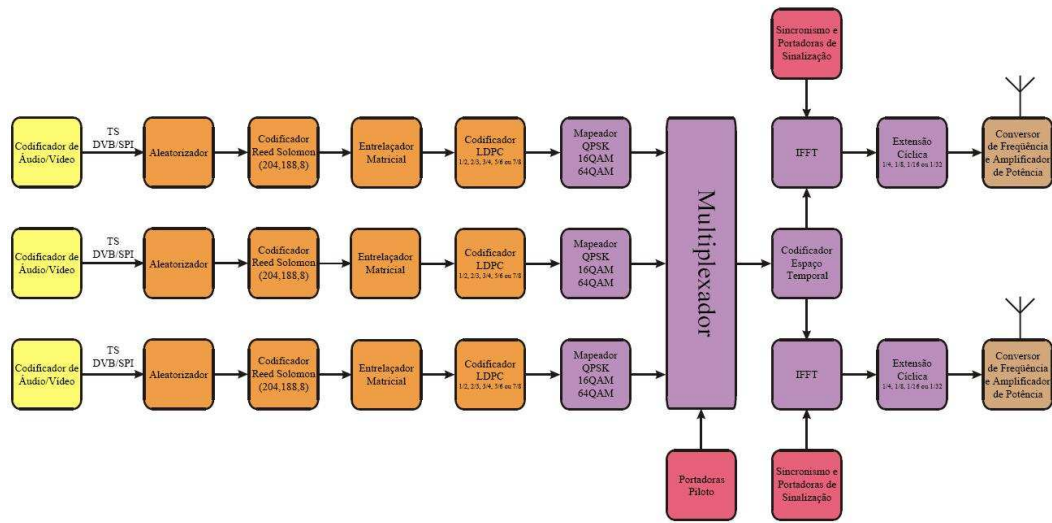 Sincronismo e
Portadoras de
Sinalização
Codificador de
Áudio/Vídeo
TS
DVB/SPI
Aleatorizador
Codificador
Reed Solomon
(204,188,8)
Entrelaçador
Matricial
Codificador
LDPC
1/2, 2/3, 3/4, 5/6 ou 7/8
Mapeador
QPSK
16QAM
64QAM
IFFT
Extensão
Cíclica
1/4, 1/8, 1/16 ou 1/32
Conversor
de Freqüência
e Amplificador
de Potência
Codificador de
Áudio/Vídeo
TS
DVB/SPI
Aleatorizador
Codificador
Reed Solomon
(204,188,8)
Entrelaçador
Matricial
Codificador
LDPC
1/2, 2/3, 3/4, 5/6 ou 7/8
Mapeador
QPSK
16QAM
64QAM
Multiplexador
Codificador
Espaço
Temporal
Codificador de
Áudio/Vídeo
TS
DVB/SPI
Aleatorizador
Codificador
Reed Solomon
(204,188,8)
Entrelaçador
Matricial
Codificador
LDPC
1/2, 2/3, 3/4, 5/6 ou 7/8
Mapeador
QPSK
16QAM
64QAM
IFFT
Extensão
Cíclica
1/4, 1/8, 1/16 ou 1/32
Conversor
de Freqüência
e Amplificador
de Potência
Portadoras
Piloto
Sincronismo e
Portadoras de
Sinalização